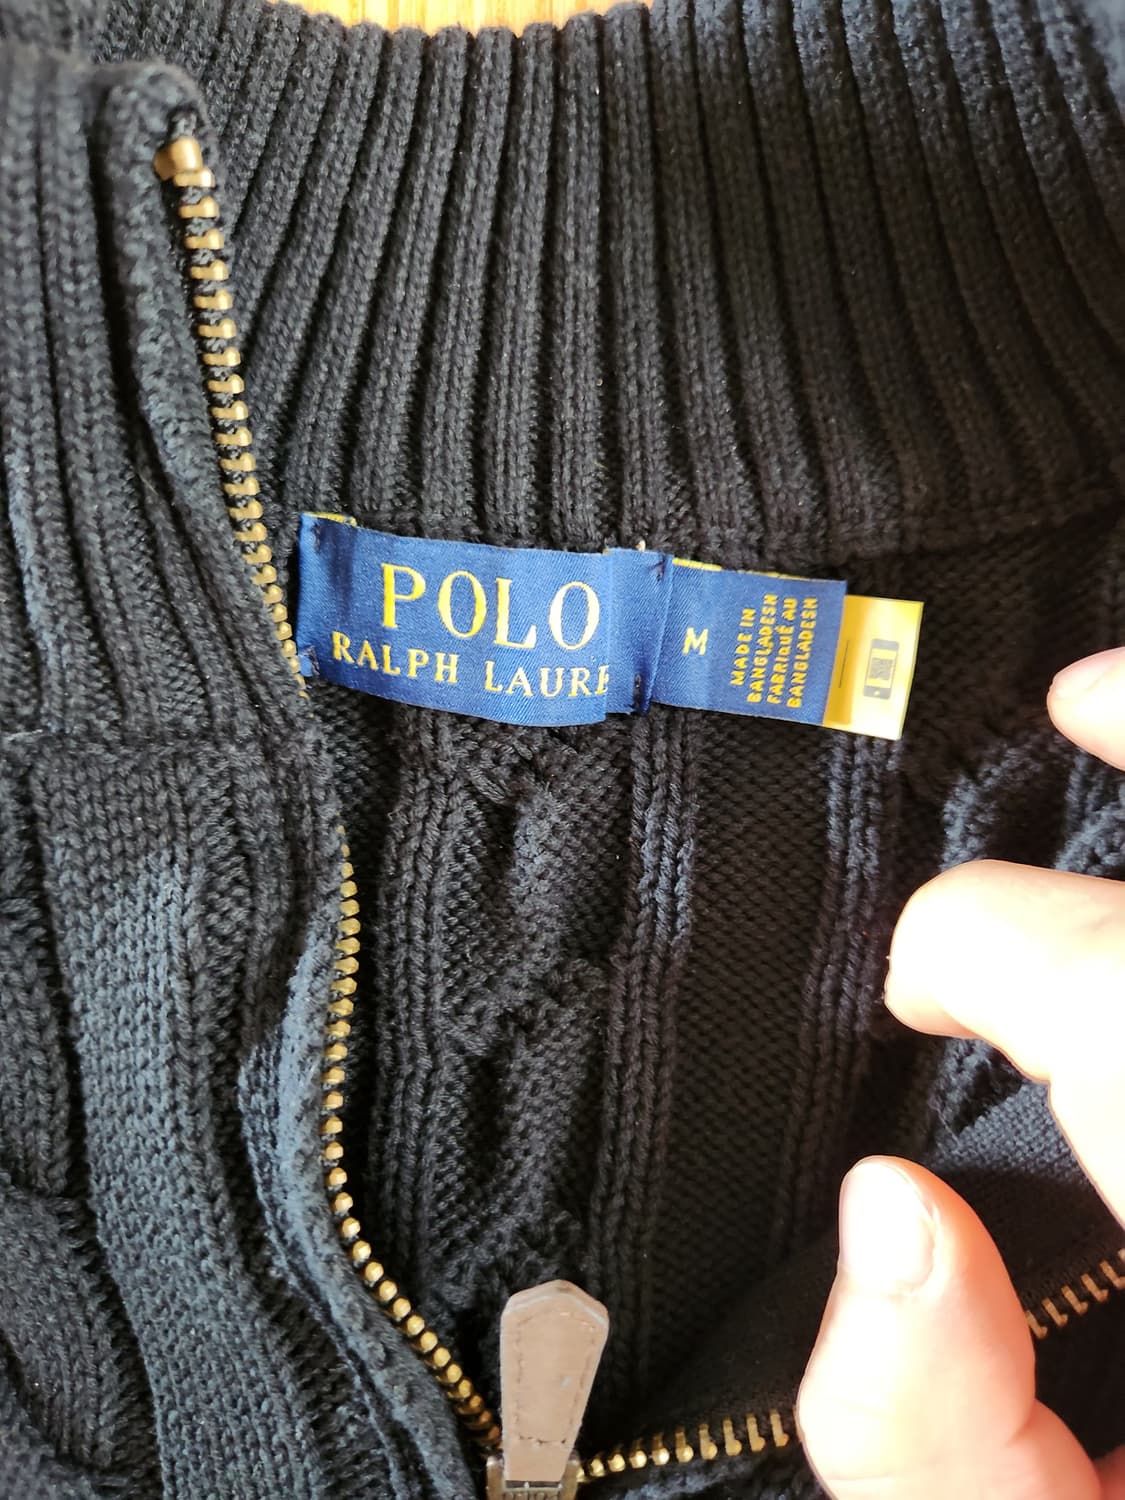 POLO
RALPH LAURE
M
MADE IN
BANGLADESH
FABRIQUÉ AU
BANGLADESH